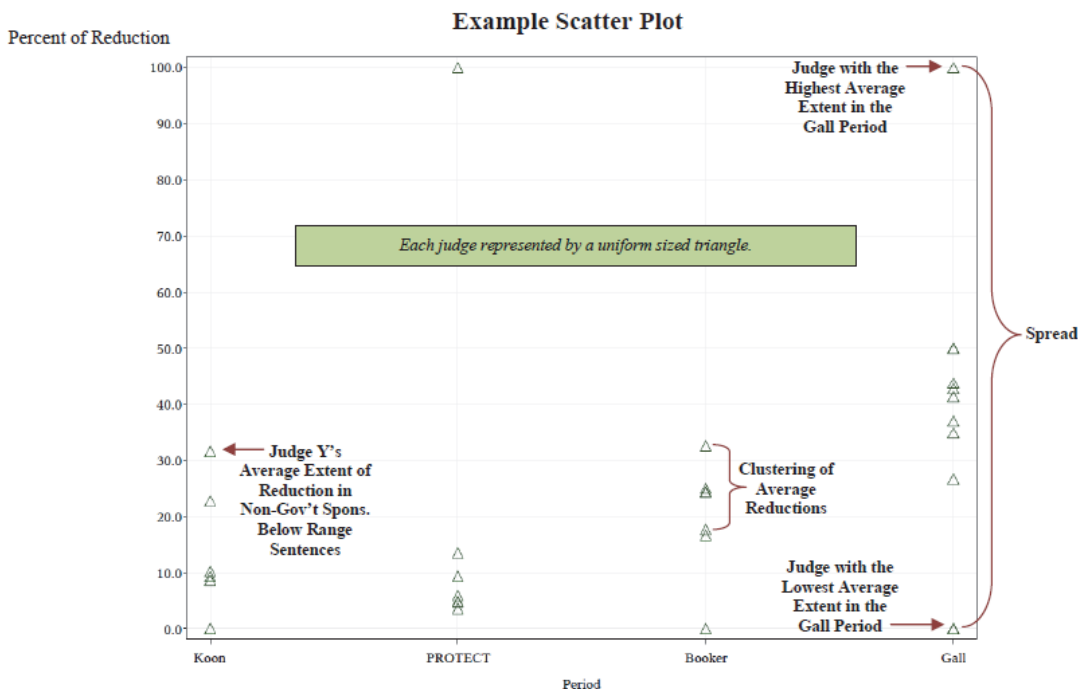 Example Scatter Plot
Percent of Reduction
100.0
90.0
80.0
70.0
60.0
50.0
40.0
30.0
20.0
10.0
0.0
Judge with the
Highest Average
Extent in the
Gall Period
Each judge represented by a uniform sized triangle.
Spread
Judge Y's
Average Extent of
Reduction in
Non-Gov't Spons.
Below Range
Sentences
Clustering of
Average
Reductions
Judge with the
Lowest Average
Extent in the
Gall Period
Koon
PROTECT
Booker
Gall
Period